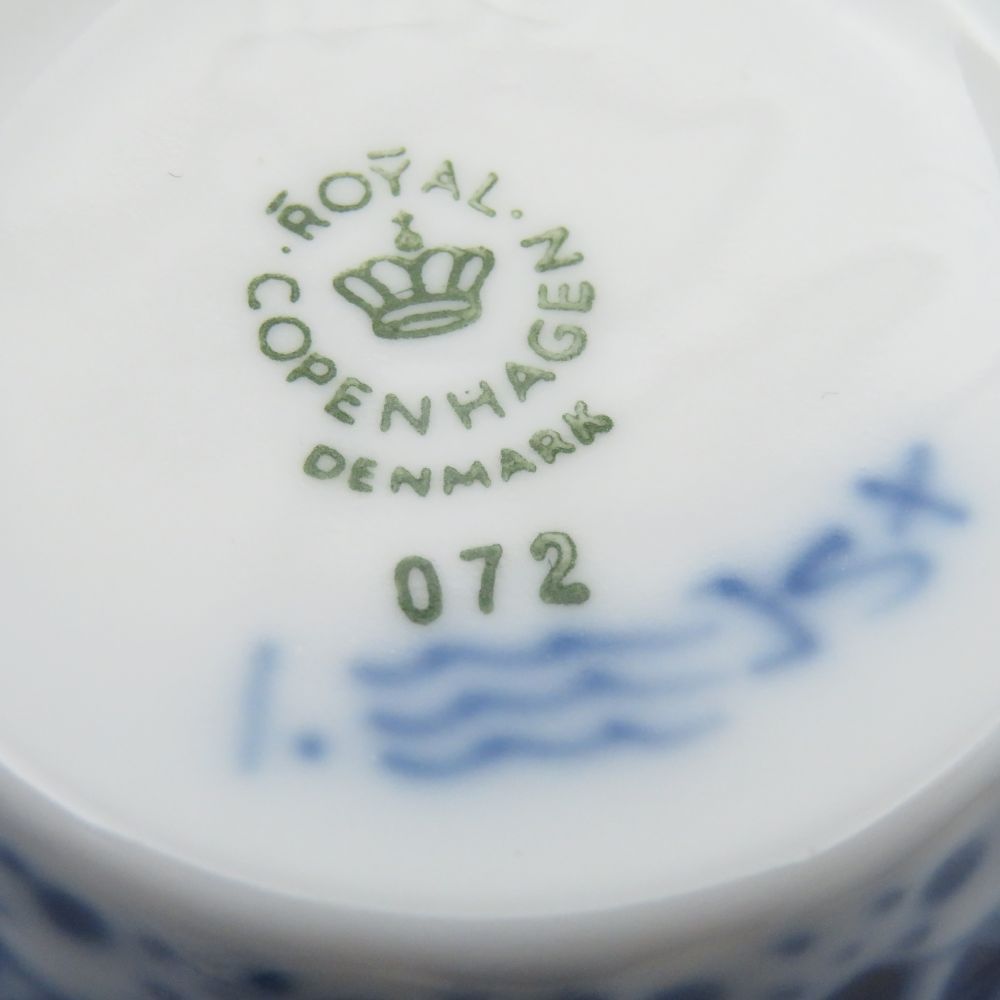 ROYAL
COPENHAGEN
DENMARK
072
1.